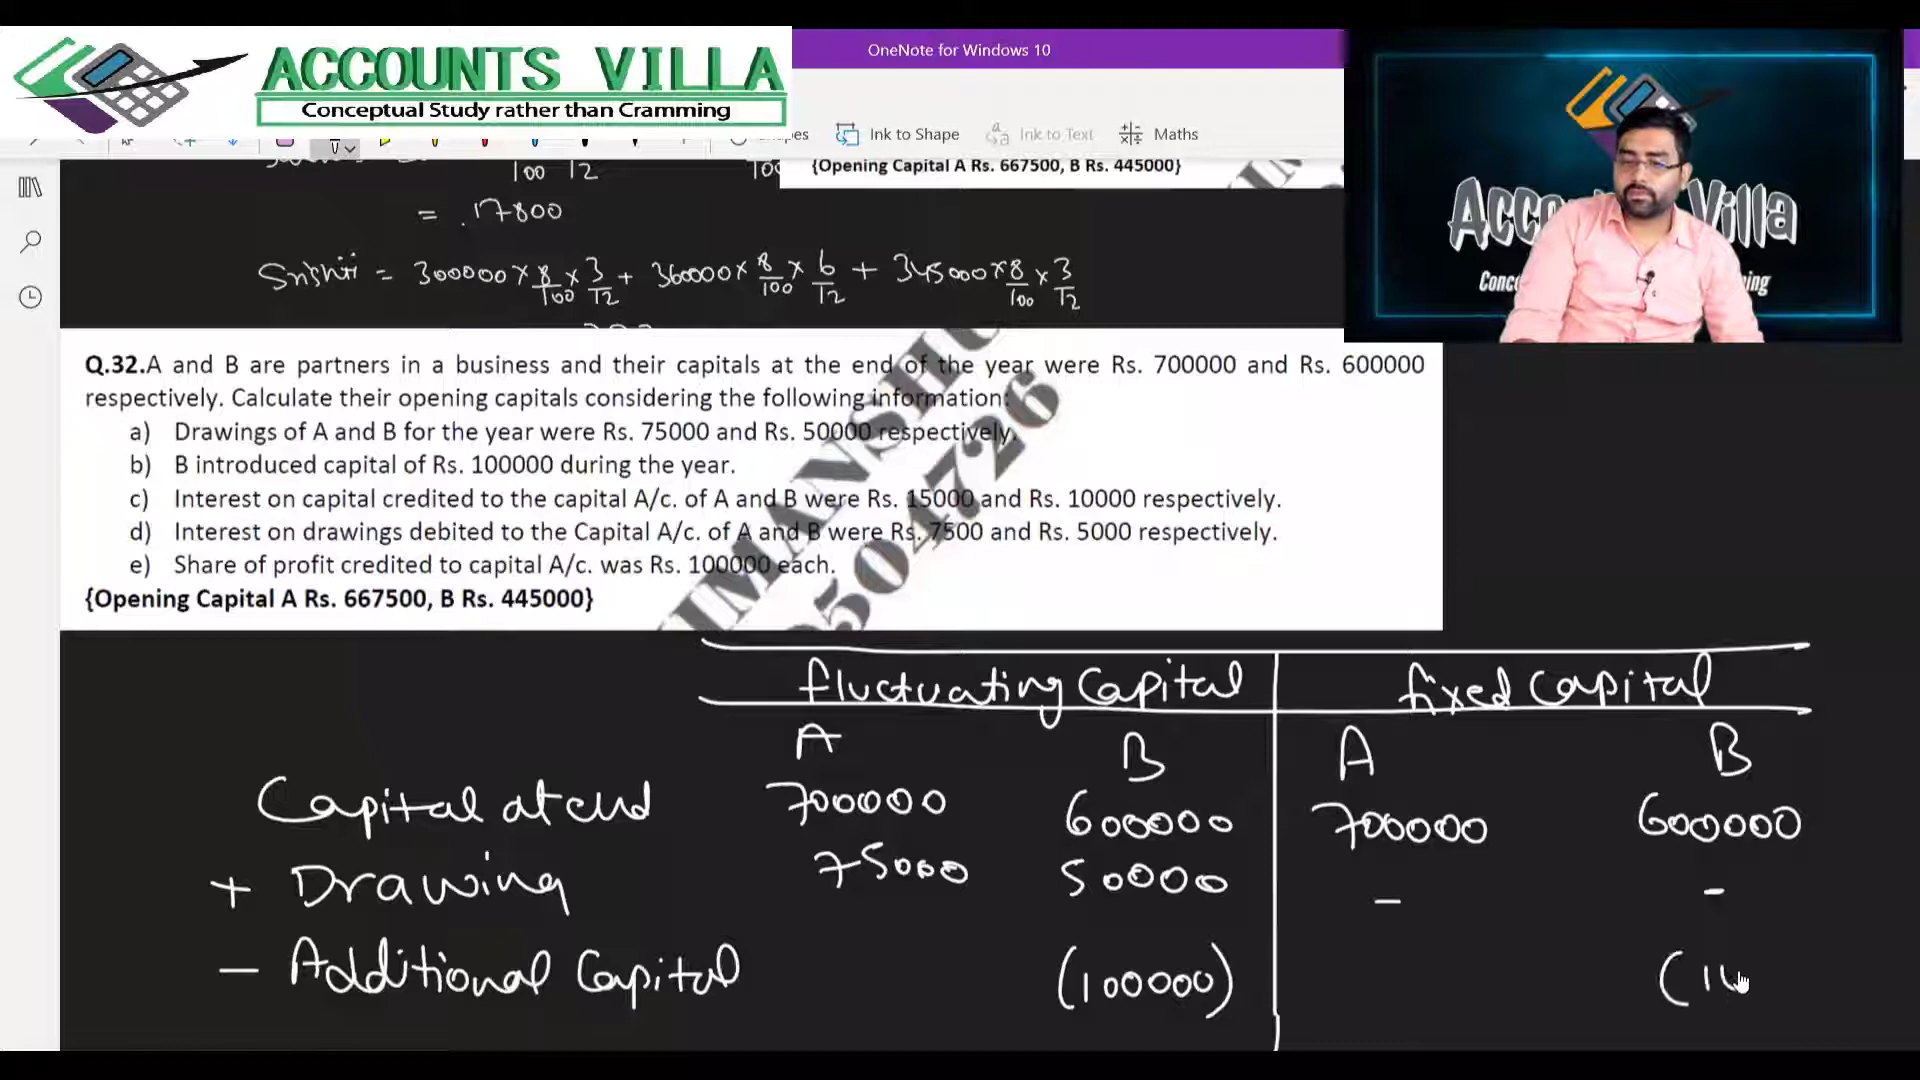 ACCOUNTS VILLA
Conceptual Study rather than Cramming
OneNote for Windows 10
Ink to Shape
Ink to Text
Maths
{Opening Capital A Rs. 667500, B Rs. 445000}
100 12
= 17800
Srishti = 300000 × 8/100 × 3/12 + 360000 × 8/100 × 6/12 + 345000 × 8/100 × 3/12
Q.32.A and B are partners in a business and their capitals at the end of the year were Rs. 700000 and Rs. 600000
respectively. Calculate their opening capitals considering the following information:
a) Drawings of A and B for the year were Rs. 75000 and Rs. 50000 respectively.
b) B introduced capital of Rs. 100000 during the year.
c) Interest on capital credited to the capital A/c. of A and B were Rs. 15000 and Rs. 10000 respectively.
d) Interest on drawings debited to the Capital A/c. of A and B were Rs. 7500 and Rs. 5000 respectively.
e) Share of profit credited to capital A/c. was Rs. 100000 each.
{Opening Capital A Rs. 667500, B Rs. 445000}
fluctuating Capital fixed Capital
A B A B
Capital at end 700000 600000 700000 600000
+ Drawing 75000 50000 - -
- Additional Capital (100000) (10